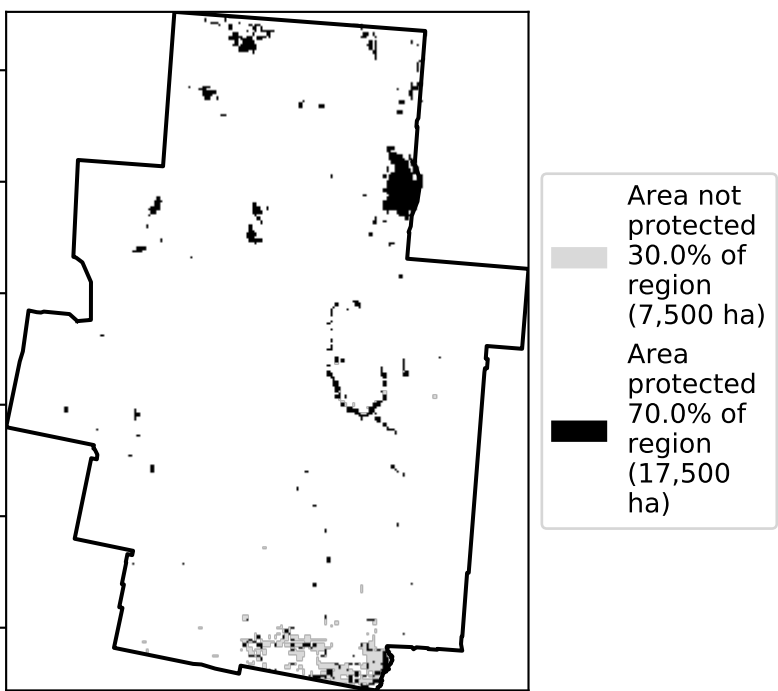 Area not
protected
30.0% of
region
(7,500 ha)
Area
protected
70.0% of
region
(17,500
ha)